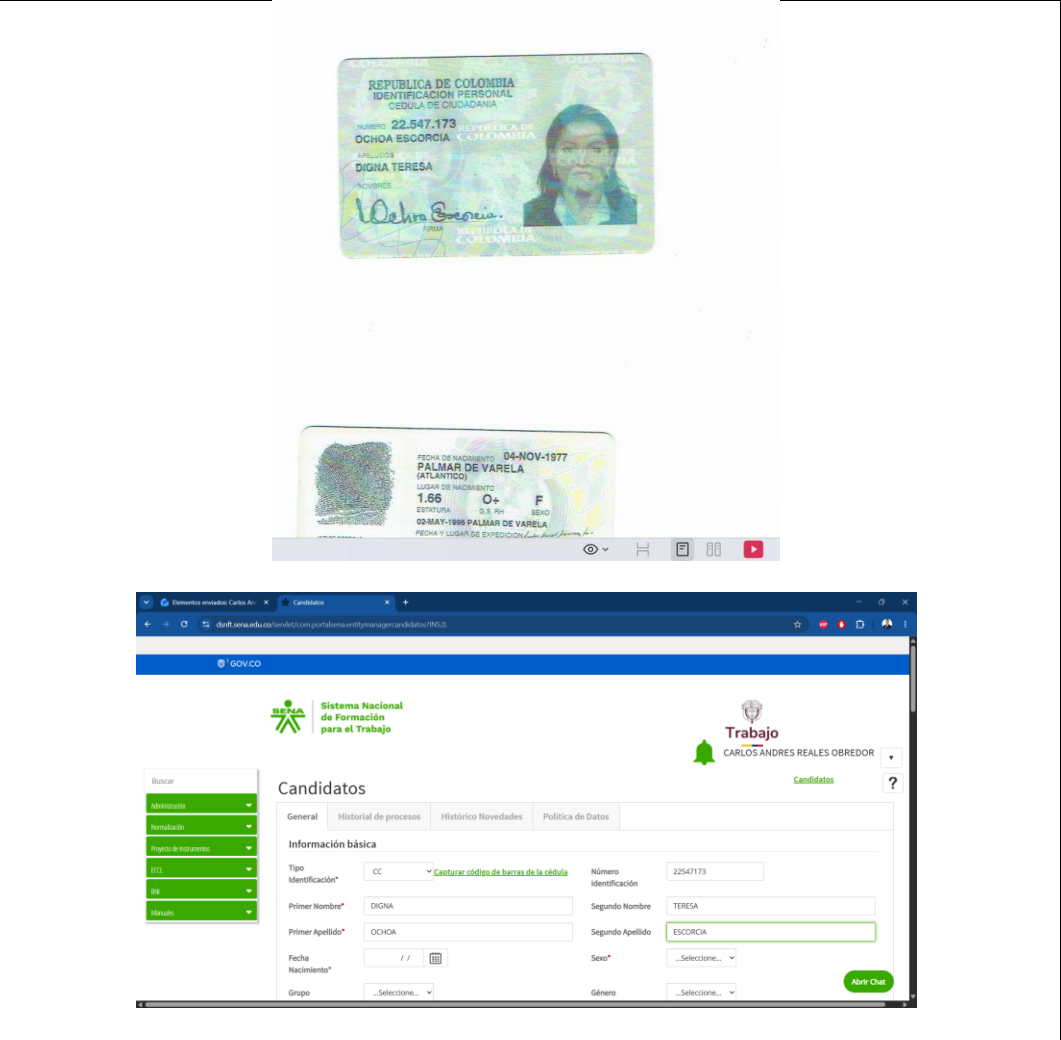 REPUBLICA DE COLOMBIA
IDENTIFICACION PERSONAL
CEDULA DE CIUDADANIA
NUMERO 22.547.173
OCHOA ESCORCIA
APELLIDOS
DIGNA TERESA
NOMBRES
Ochoa Escorcia.
FIRMA
REPUBLICA DE
COLOMBIA
FECHA DE NACIMIENTO 04-NOV-1977
PALMAR DE VARELA
(ATLANTICO)
LUGAR DE NACIMIENTO
1.66 O+ F
ESTATURA G.S. RH SEXO
02-MAY-1996 PALMAR DE VARELA
FECHA Y LUGAR DE EXPEDICION
Elementos enviados: Carlos An
Candidatos
dsnft.sena.edu.co/servlet/com.portalsena.entitymanagercandidatos?INS,0,
GOV.CO
SENA
Sistema Nacional
de Formación
para el Trabajo
Trabajo
CARLOS ANDRES REALES OBREDOR
Candidatos
?
Buscar
Administración
Normalización
Proyecto de Instrumentos
ECCL
BNI
Manuales
Candidatos
General Historial de procesos Histórico Novedades Política de Datos
Información básica
Tipo Identificación* CC Capturar código de barras de la cédula Número Identificación 22547173
Primer Nombre* DIGNA Segundo Nombre TERESA
Primer Apellido* OCHOA Segundo Apellido ESCORCIA
Fecha Nacimiento* / / Sexo* ...Seleccione...
Grupo ...Seleccione... Género ...Seleccione...
Abrir Chat